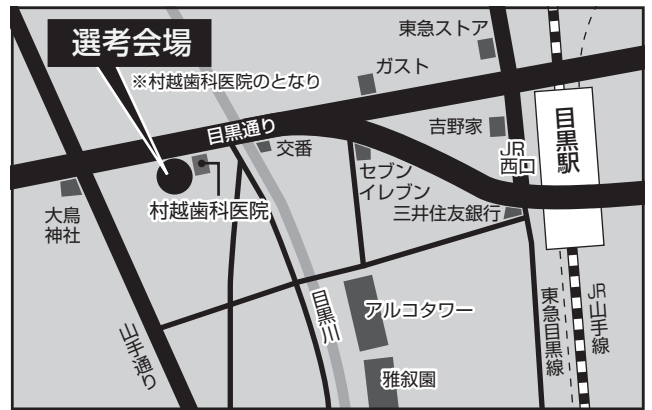 選考会場
※村越歯科医院のとなり
東急ストア
ガスト
目黒通り
交番
吉野家
JR
西口
目黒駅
セブン
イレブン
三井住友銀行
大鳥
神社
村越歯科医院
山手通り
目黒川
アルコタワー
雅叙園
東急目黒線
JR山手線